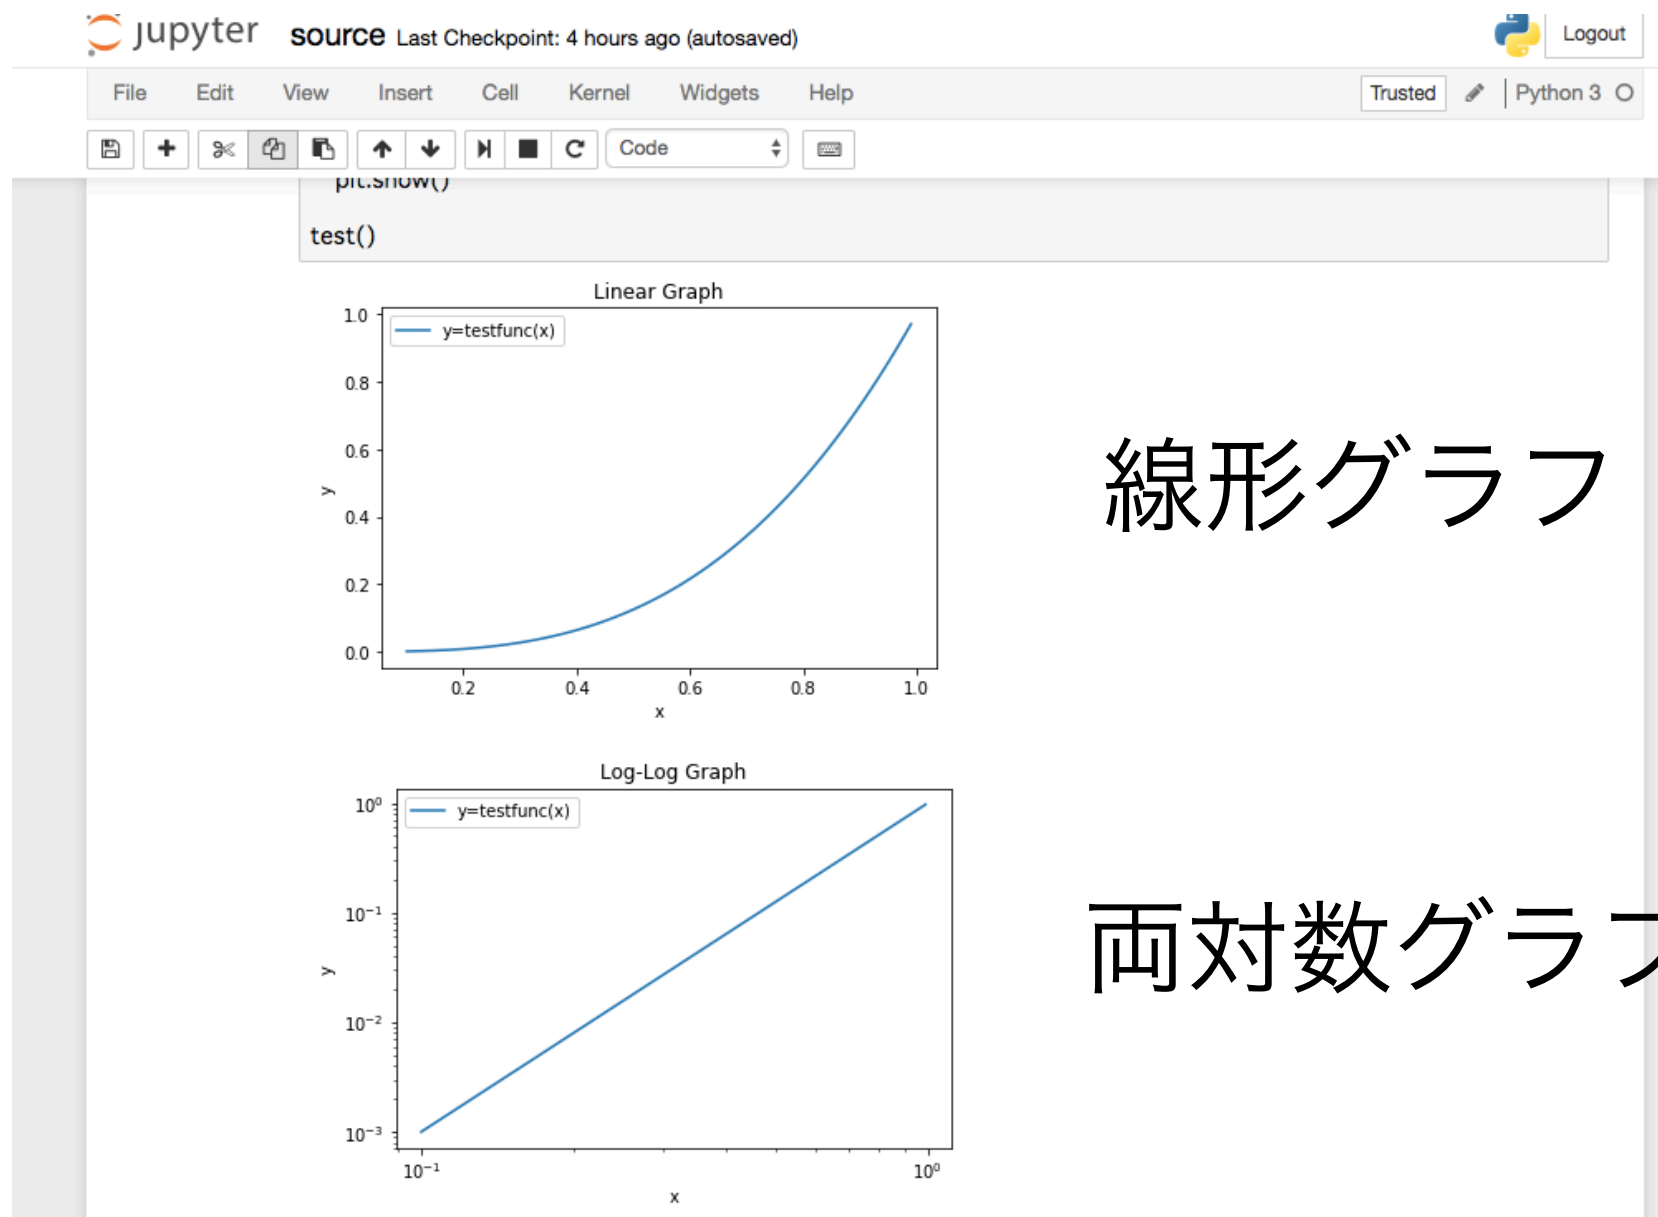 jupyter source Last Checkpoint: 4 hours ago (autosaved) Logout
File Edit View Insert Cell Kernel Widgets Help Trusted Python 3
Code
plt.show()
test()
Linear Graph
y=testfunc(x)
1.0
0.8
0.6
0.4
0.2
0.0
y
0.2 0.4 0.6 0.8 1.0
x
線形グラフ
Log-Log Graph
y=testfunc(x)
10⁰
10⁻¹
10⁻²
10⁻³
y
10⁻¹ 10⁰
x
両対数グラフ